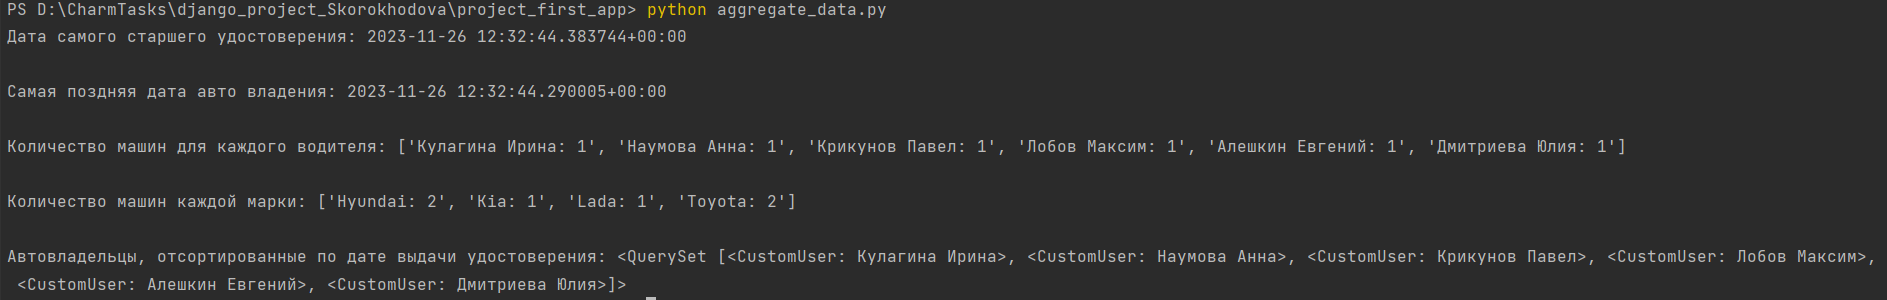 PS D:\CharmTasks\django_project_Skorokhodova\project_first_app> python aggregate_data.py
Дата самого старшего удостоверения: 2023-11-26 12:32:44.383744+00:00
Самая поздняя дата авто владения: 2023-11-26 12:32:44.290005+00:00
Количество машин для каждого водителя: ['Кулагина Ирина: 1', 'Наумова Анна: 1', 'Крикунов Павел: 1', 'Лобов Максим: 1', 'Алешкин Евгений: 1', 'Дмитриева Юлия: 1']
Количество машин каждой марки: ['Hyundai: 2', 'Kia: 1', 'Lada: 1', 'Toyota: 2']
Автовладельцы, отсортированные по дате выдачи удостоверения: <QuerySet [<CustomUser: Кулагина Ирина>, <CustomUser: Наумова Анна>, <CustomUser: Крикунов Павел>, <CustomUser: Лобов Максим>,
<CustomUser: Алешкин Евгений>, <CustomUser: Дмитриева Юлия>]>